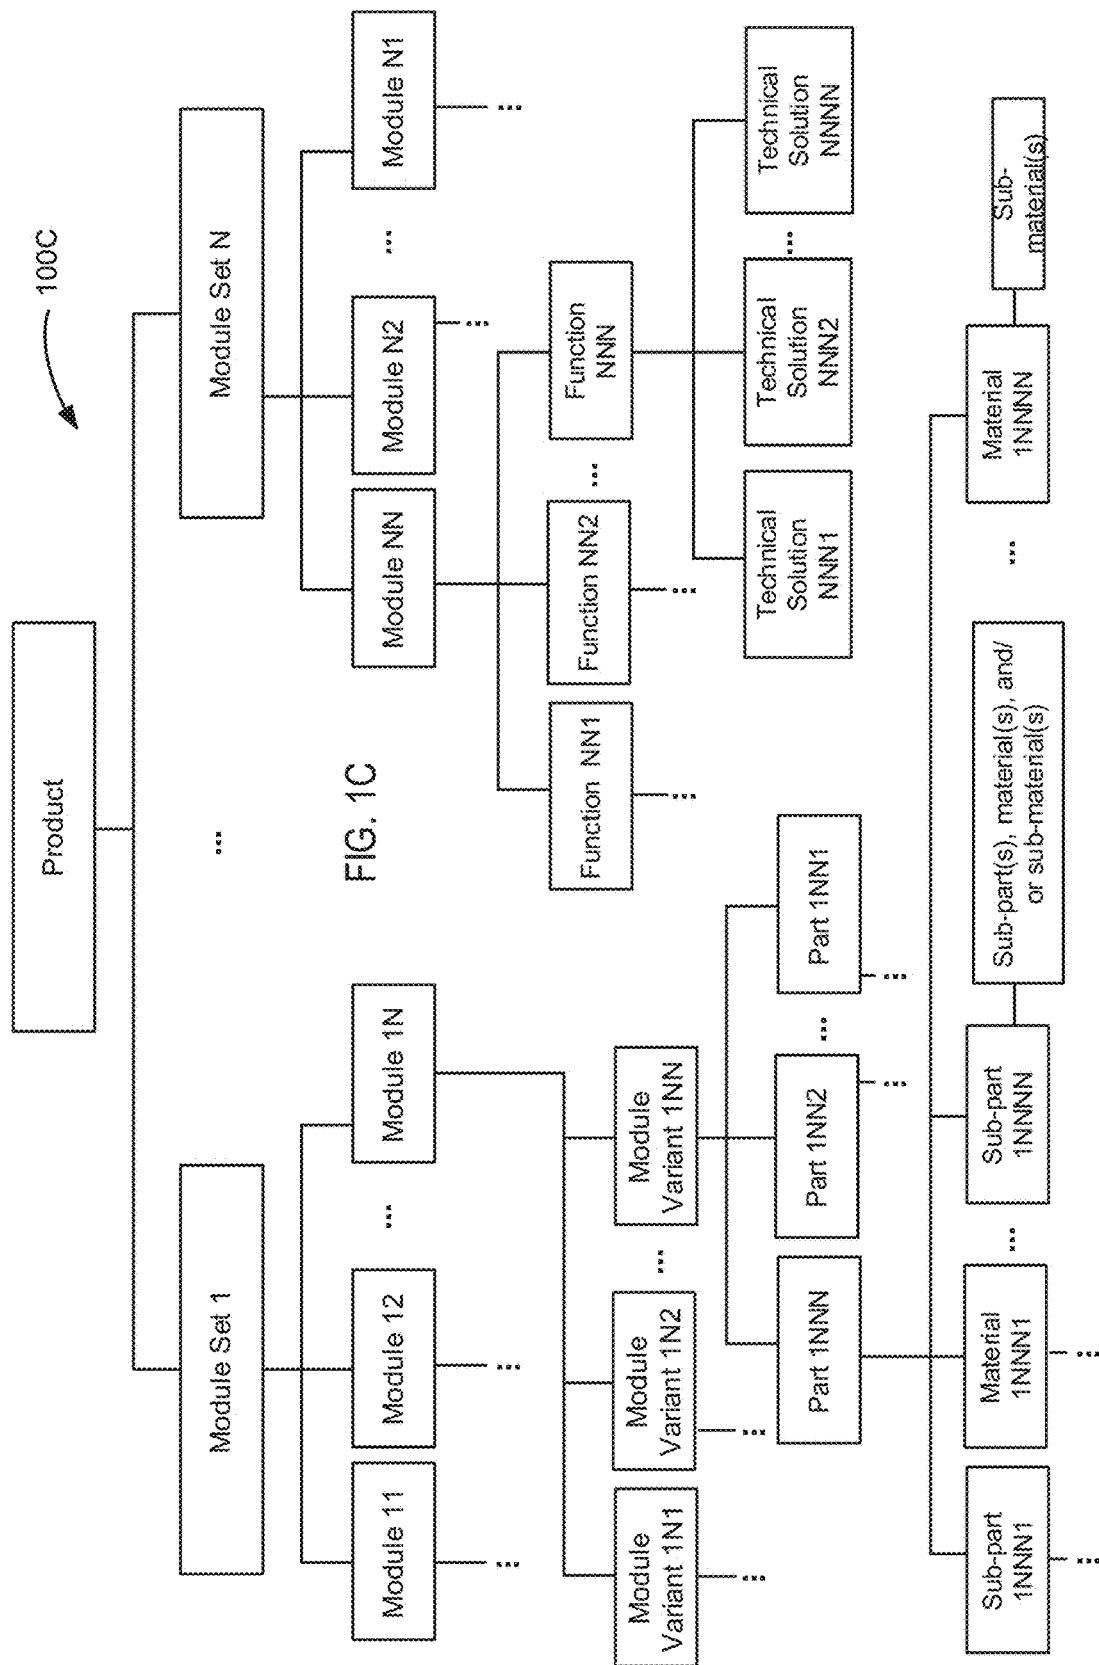 100C
Product
Module Set 1
...
Module Set N
Module 11
Module 12
...
Module 1N
Module NN
Module N2
...
Module N1
...
...
...
...
FIG. 1C
Function NN1
Function NN2
...
Function
NNN
...
...
Module
Variant 1N1
Module
Variant 1N2
...
Module
Variant 1NN
...
...
Technical
Solution
NNN1
Technical
Solution
NNN2
...
Technical
Solution
NNNN
Part 1NNN
Part 1NN2
...
Part 1NN1
...
...
Sub-part
1NNN1
Material
1NNN1
...
Sub-part
1NNNN
Sub-part(s), material(s), and/
or sub-material(s)
...
Material
1NNNN
Sub-
material(s)
...
...